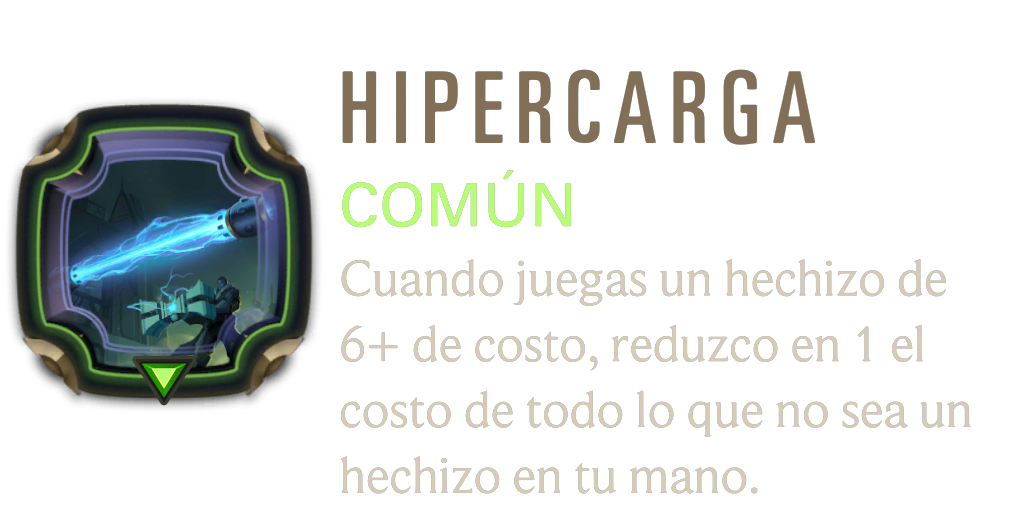 HIPERCARGA
COMÚN
Cuando juegas un hechizo de
6+ de costo, reduzco en 1 el
costo de todo lo que no sea un
hechizo en tu mano.